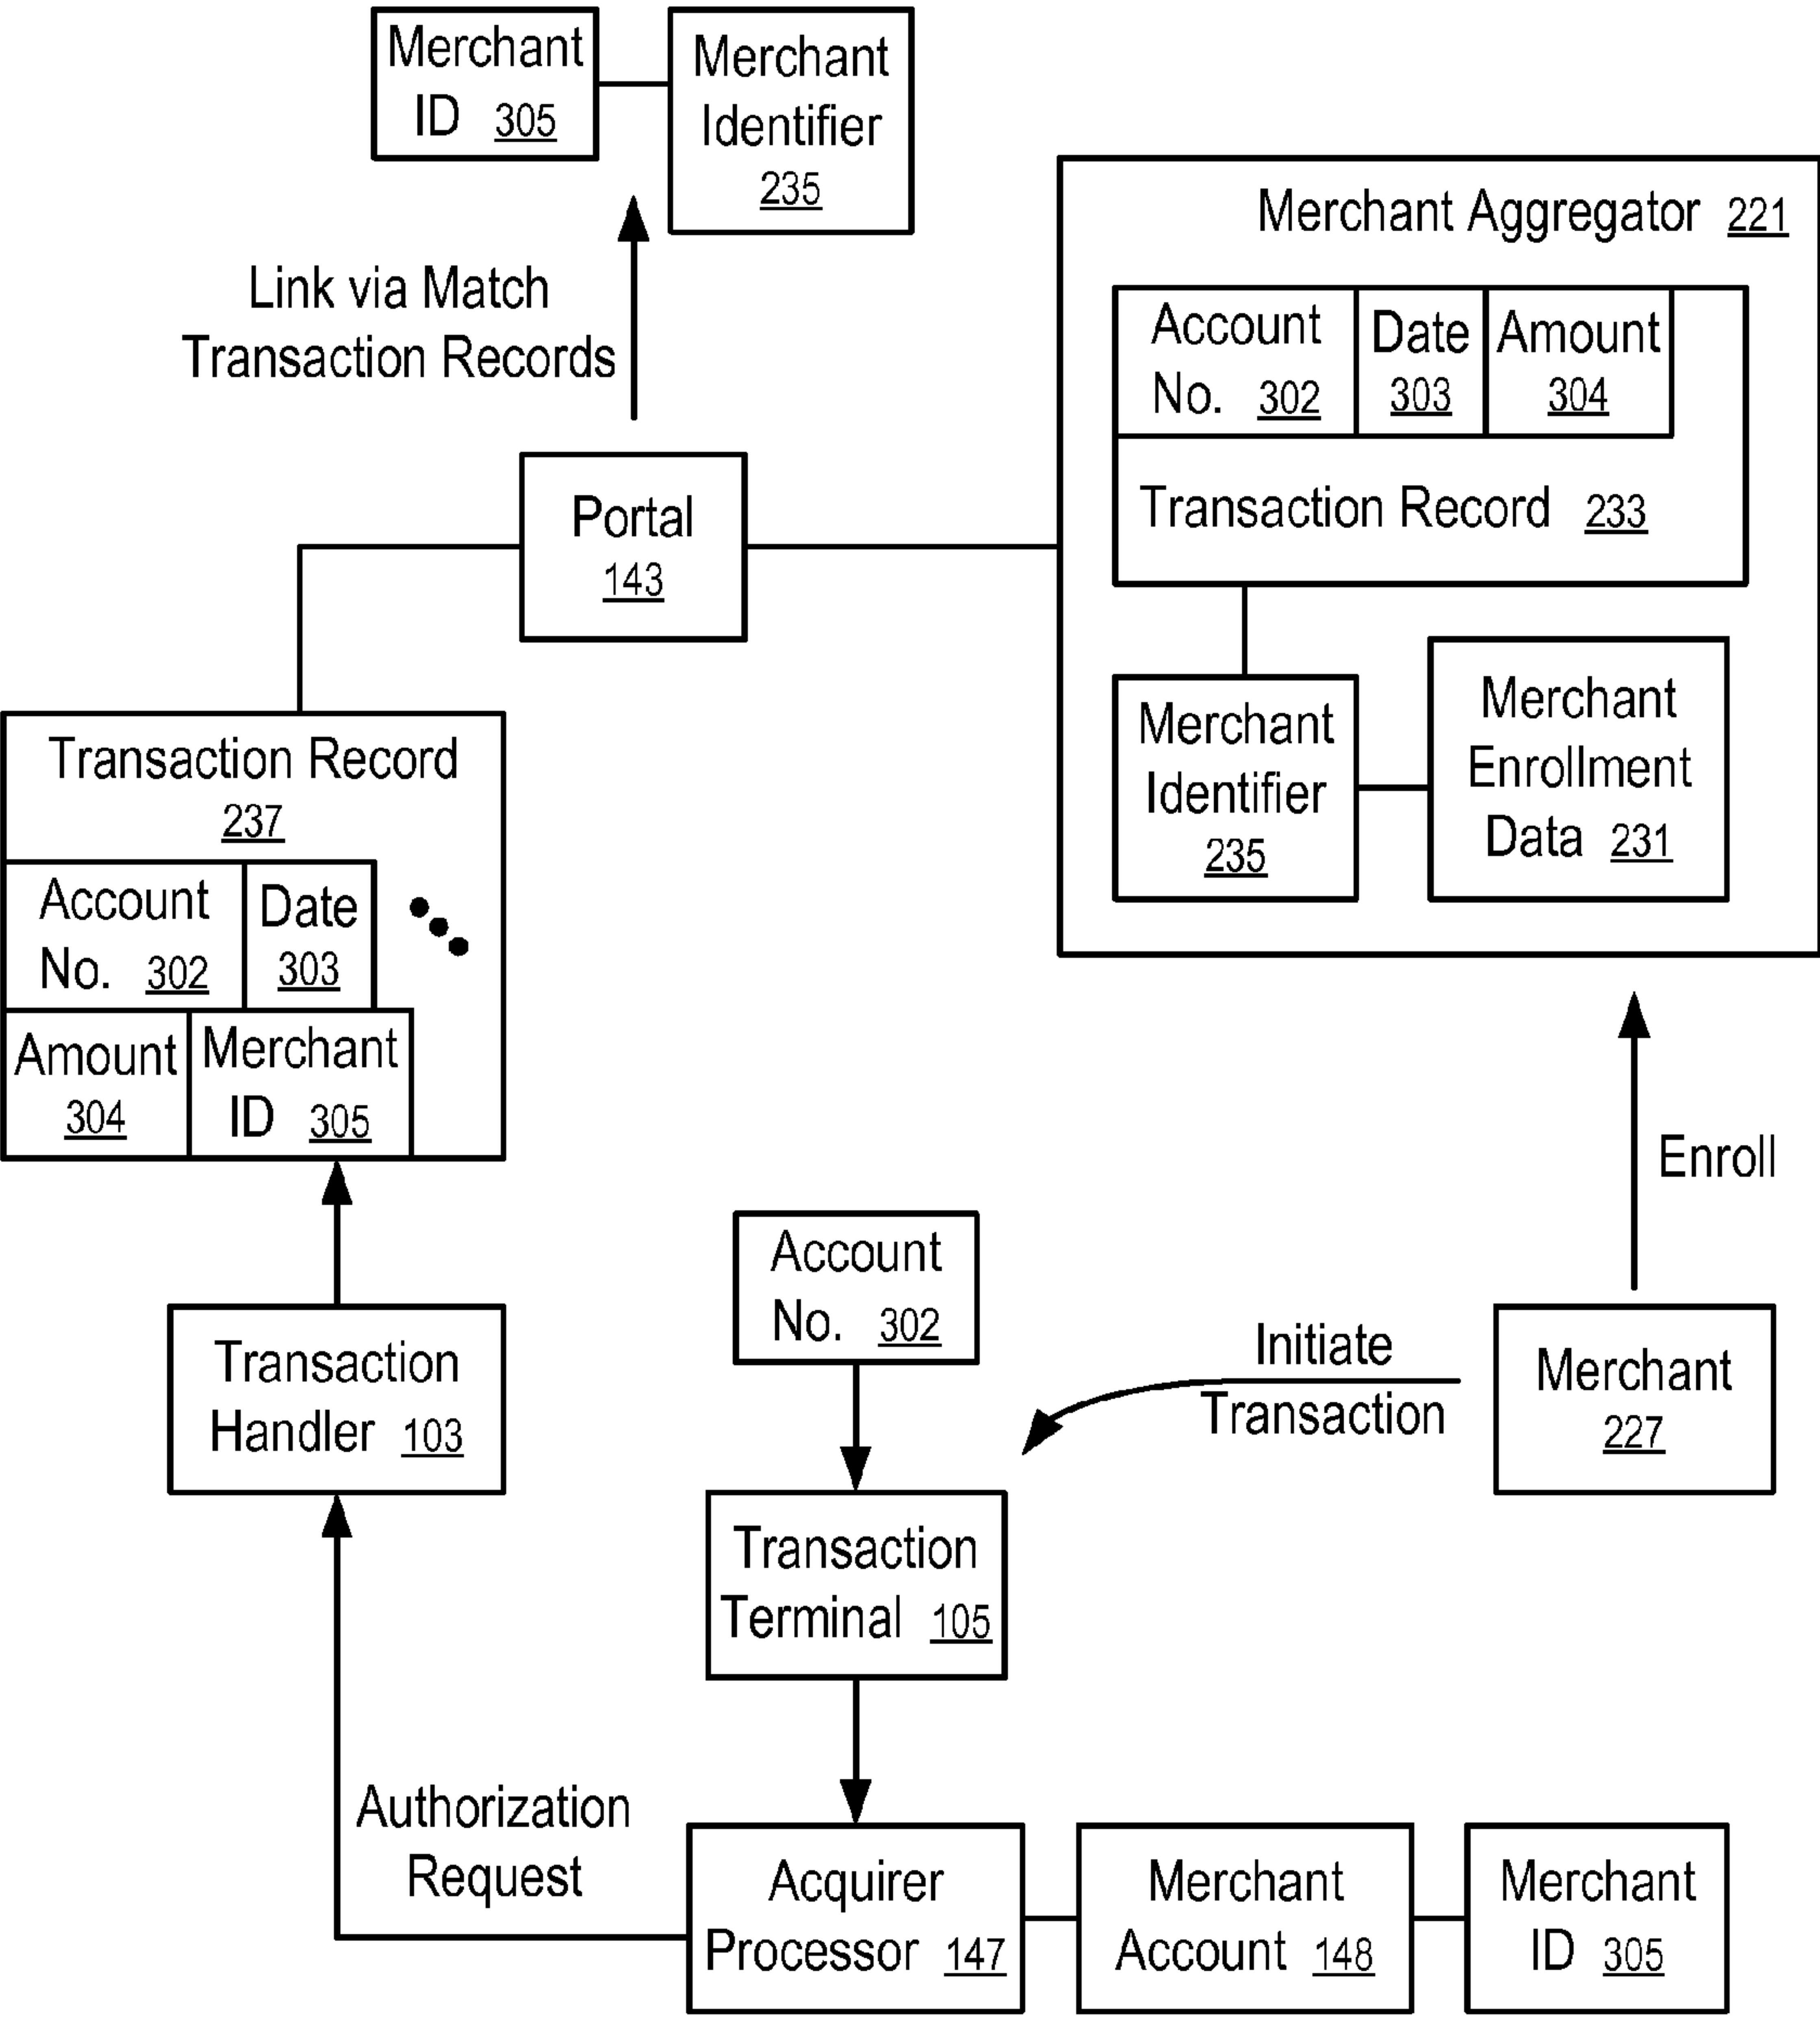 Merchant
ID 305
Merchant
Identifier
235
Link via Match
Transaction Records
Merchant Aggregator 221
Account
No. 302
Date
303
Amount
304
Transaction Record 233
Portal
143
Merchant
Identifier
235
Merchant
Enrollment
Data 231
Transaction Record
237
Account
No. 302
Date
303
Amount
304
Merchant
ID 305
Enroll
Account
No. 302
Transaction
Handler 103
Initiate
Transaction
Merchant
227
Transaction
Terminal 105
Authorization
Request
Acquirer
Processor 147
Merchant
Account 148
Merchant
ID 305